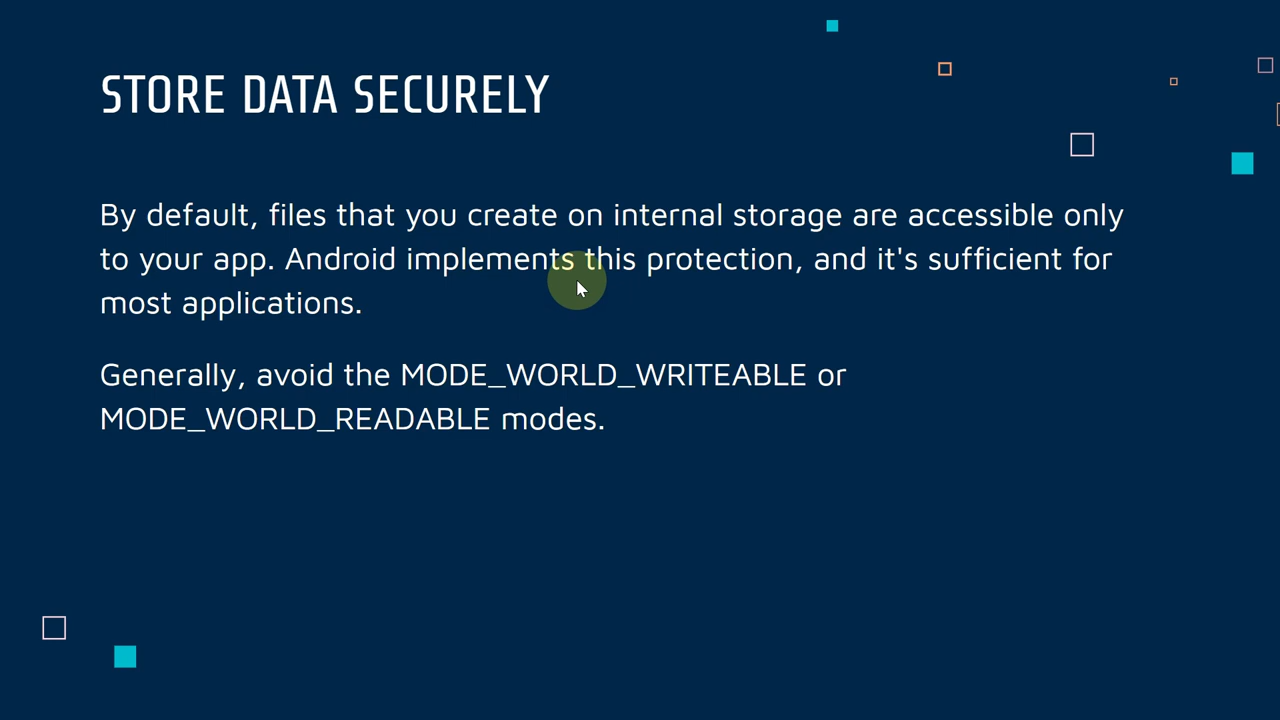 STORE DATA SECURELY
By default, files that you create on internal storage are accessible only
to your app. Android implements this protection, and it's sufficient for
most applications.
Generally, avoid the MODE_WORLD_WRITEABLE or
MODE_WORLD_READABLE modes.